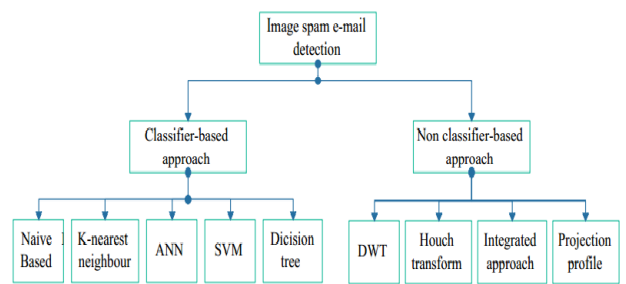 Image spam e-mail
detection
Classifier-based
approach
Non classifier-based
approach
Naive
Based
K-nearest
neighbour
ANN
SVM
Dicision
tree
DWT
Houch
transform
Integrated
approach
Projection
profile